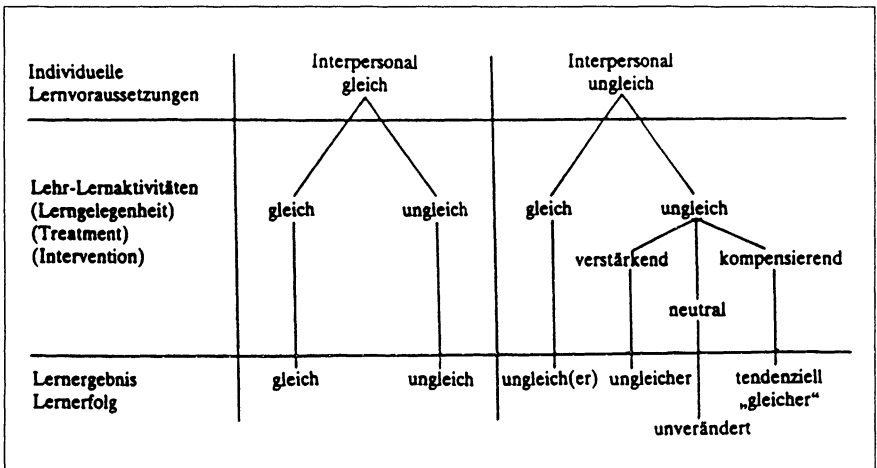 Individuelle
Lernvoraussetzungen
Interpersonal
gleich
Interpersonal
ungleich
Lehr-Lernaktivitäten
(Lerngelegenheit)
(Treatment)
(Intervention)
gleich
ungleich
gleich
ungleich
verstärkend
kompensierend
neutral
Lernergebnis
Lernerfolg
gleich
ungleich
ungleich(er)
ungleicher
tendenziell
„gleicher“
unverändert